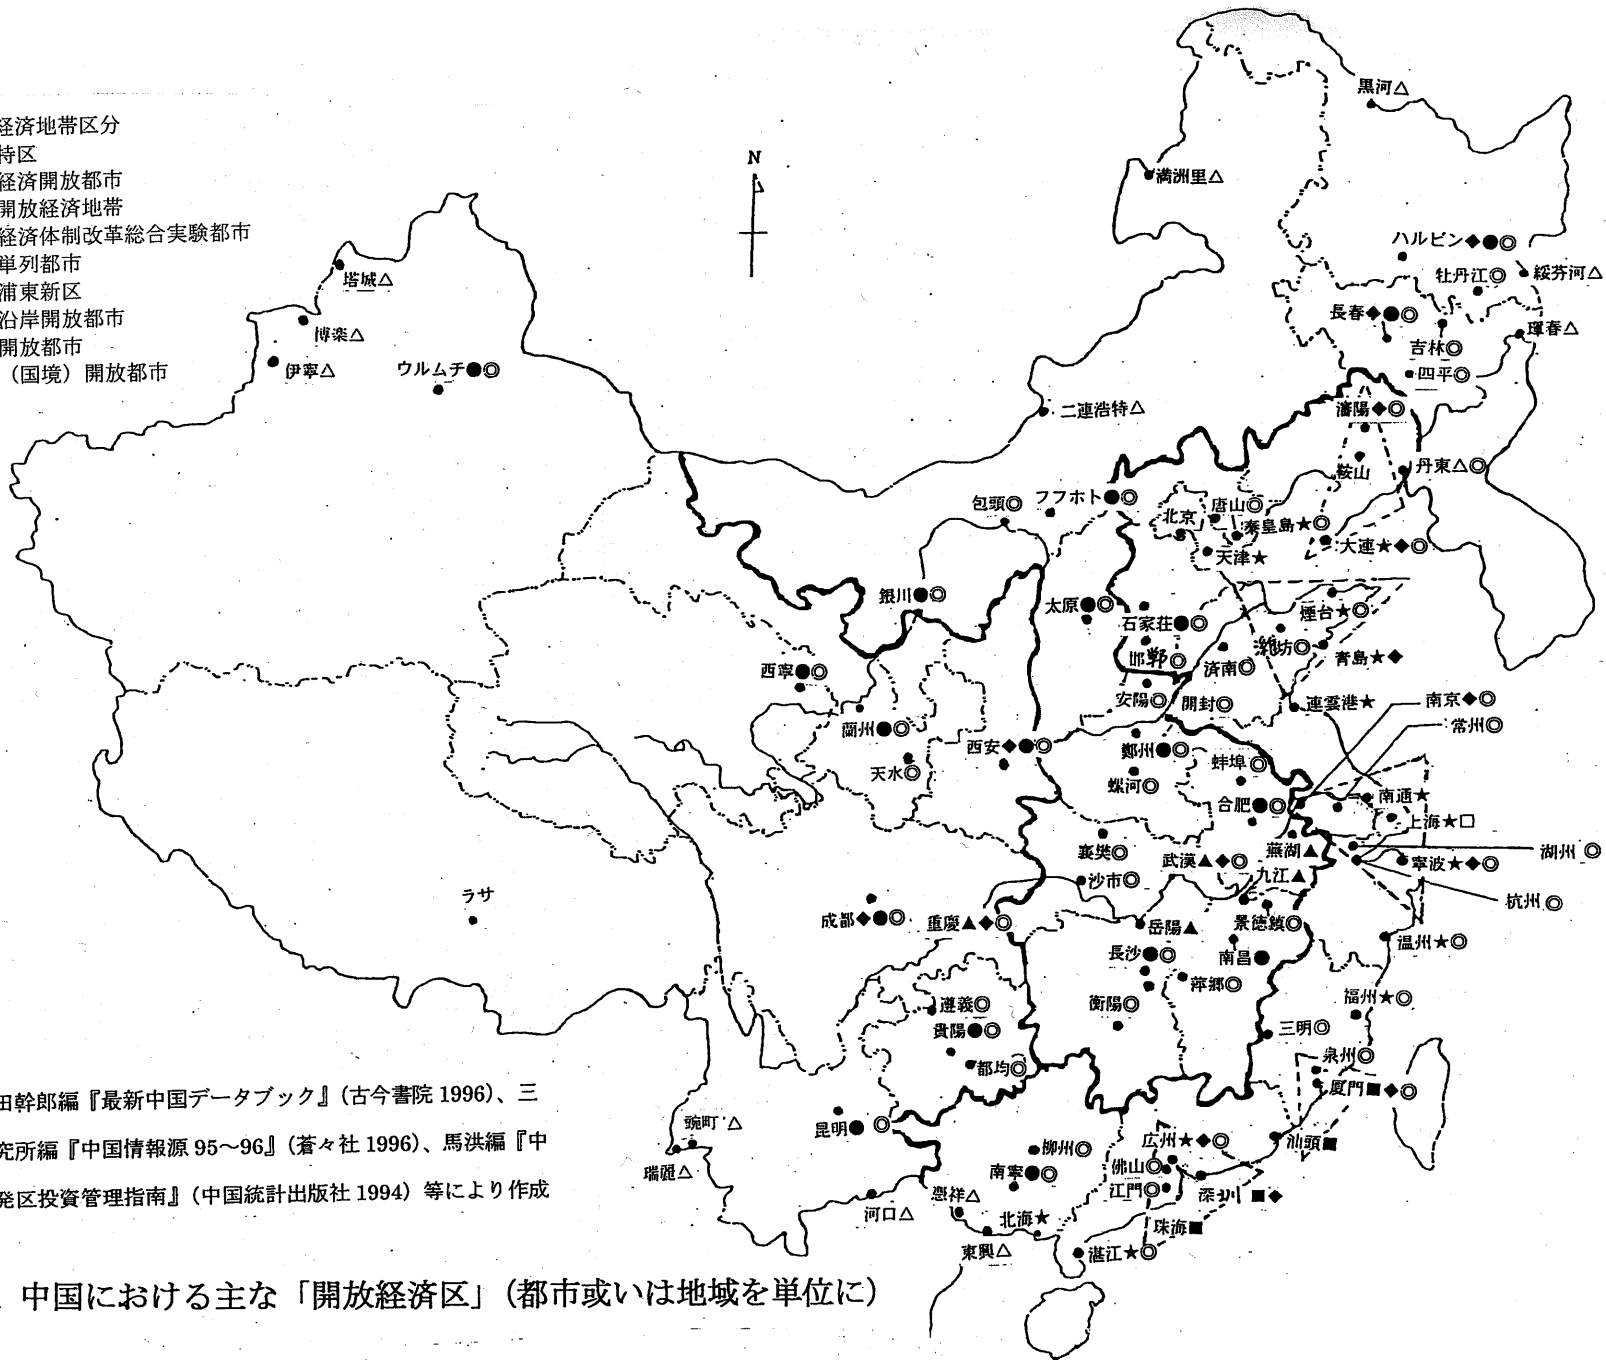 経済地帯区分
特区
経済開放都市
開放経済地帯
経済体制改革総合実験都市
単列都市
浦東新区
沿岸開放都市
開放都市
（国境）開放都市
N
黒河△
満洲里△
ハルビン◆●◎
綏芬河△
牡丹江◎
長春◆●◎
琿春△
吉林◎
四平◎
塔城△
博楽△
伊寧△
ウルムチ●◎
二連浩特△
瀋陽◆◎
鞍山
丹東△◎
包頭◎
フフホト●◎
北京
唐山◎
秦皇島★◎
天津★
大連★◆◎
銀川●◎
太原●◎
石家荘●◎
煙台★◎
邯鄲◎
済南◎
坊◎
青島★◆
西寧●◎
安陽◎
開封◎
連雲港★
南京◆◎
常州◎
蘭州●◎
西安◆●◎
鄭州●◎
蚌埠◎
天水◎
河◎
合肥●◎
南通★
上海★□
襄樊◎
武漢▲◆◎
蕪湖▲
湖州◎
寧波★◆◎
九江▲
沙市◎
杭州◎
ラサ
成都◆●◎
重慶▲◆◎
岳陽▲
景徳鎮◎
温州★◎
長沙●◎
南昌●
萍郷◎
衡陽◎
福州★◎
遵義◎
貴陽●◎
三明◎
泉州◎
都均◎
厦門■◆◎
畹町△
昆明●◎
柳州◎
広州★◆◎
汕頭■
瑞麗△
南寧●◎
佛山◎
江門◎
深圳■◆
河口△
憑祥△
北海★
珠海■
東興△
湛江★◎
田幹郎編『最新中国データブック』（古今書院 1996）、三
究所編『中国情報源 95〜96』（蒼々社 1996）、馬洪編『中
発区投資管理指南』（中国統計出版社 1994）等により作成
中国における主な「開放経済区」（都市或いは地域を単位に）